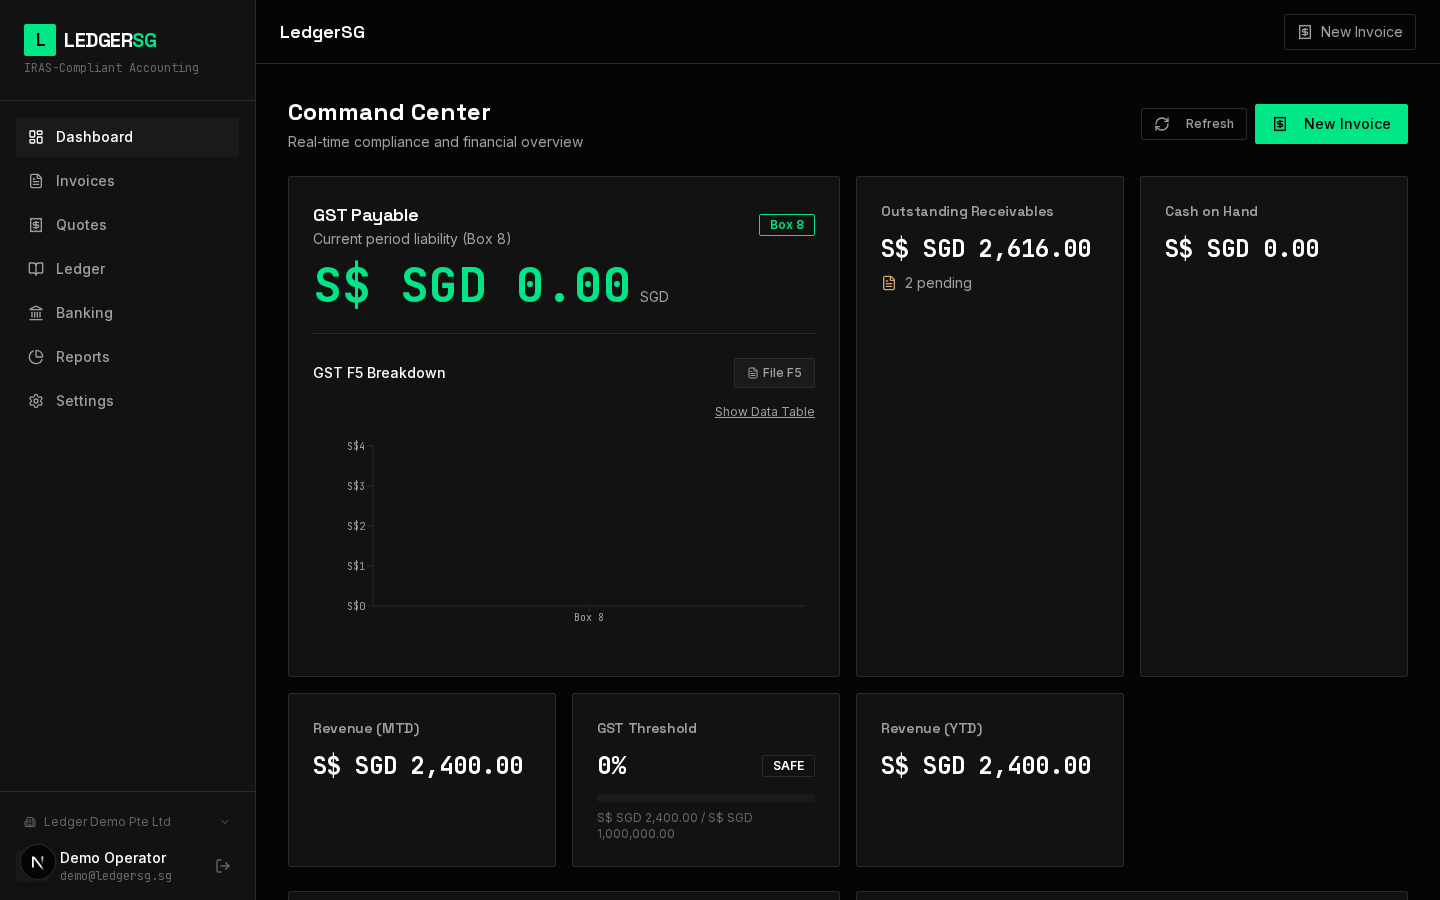 L LEDGERSG
IRAS-Compliant Accounting
Dashboard
Invoices
Quotes
Ledger
Banking
Reports
Settings
Ledger Demo Pte Ltd
N
Demo Operator
demo@ledgersg.sg
LedgerSG
New Invoice
Command Center
Real-time compliance and financial overview
Refresh
New Invoice
GST Payable
Current period liability (Box 8)
Box 8
S$ SGD 0.00 SGD
GST F5 Breakdown
File F5
Show Data Table
S$4
S$3
S$2
S$1
S$0
Box 8
Outstanding Receivables
S$ SGD 2,616.00
2 pending
Cash on Hand
S$ SGD 0.00
Revenue (MTD)
S$ SGD 2,400.00
GST Threshold
0%
SAFE
S$ SGD 2,400.00 / S$ SGD
1,000,000.00
Revenue (YTD)
S$ SGD 2,400.00